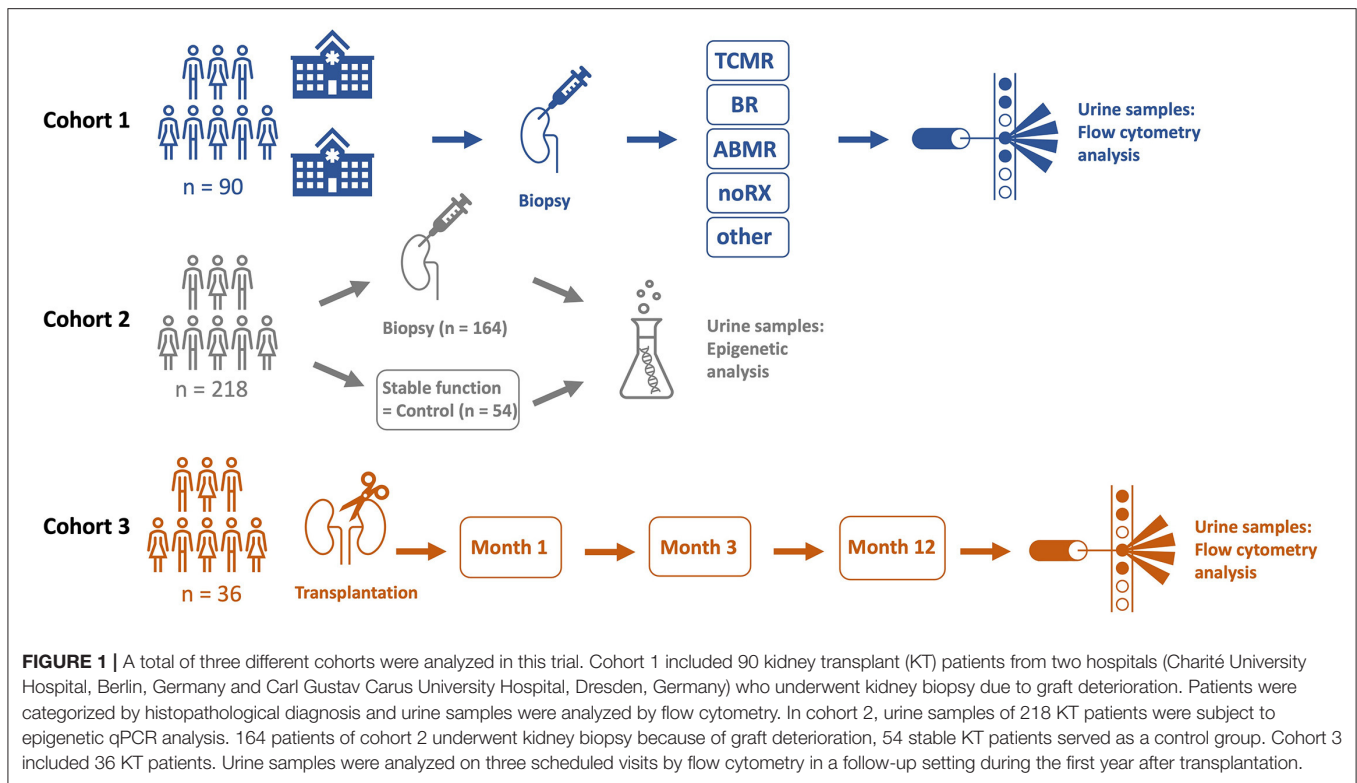 Cohort 1
n = 90
Biopsy
TCMR
BR
ABMR
noRX
other
Urine samples:
Flow cytometry
analysis
Cohort 2
n = 218
Biopsy (n = 164)
Stable function
= Control (n = 54)
Urine samples:
Epigenetic
analysis
Cohort 3
n = 36
Transplantation
Month 1
Month 3
Month 12
Urine samples:
Flow cytometry
analysis
FIGURE 1 | A total of three different cohorts were analyzed in this trial. Cohort 1 included 90 kidney transplant (KT) patients from two hospitals (Charité University
Hospital, Berlin, Germany and Carl Gustav Carus University Hospital, Dresden, Germany) who underwent kidney biopsy due to graft deterioration. Patients were
categorized by histopathological diagnosis and urine samples were analyzed by flow cytometry. In cohort 2, urine samples of 218 KT patients were subject to
epigenetic qPCR analysis. 164 patients of cohort 2 underwent kidney biopsy because of graft deterioration, 54 stable KT patients served as a control group. Cohort 3
included 36 KT patients. Urine samples were analyzed on three scheduled visits by flow cytometry in a follow-up setting during the first year after transplantation.